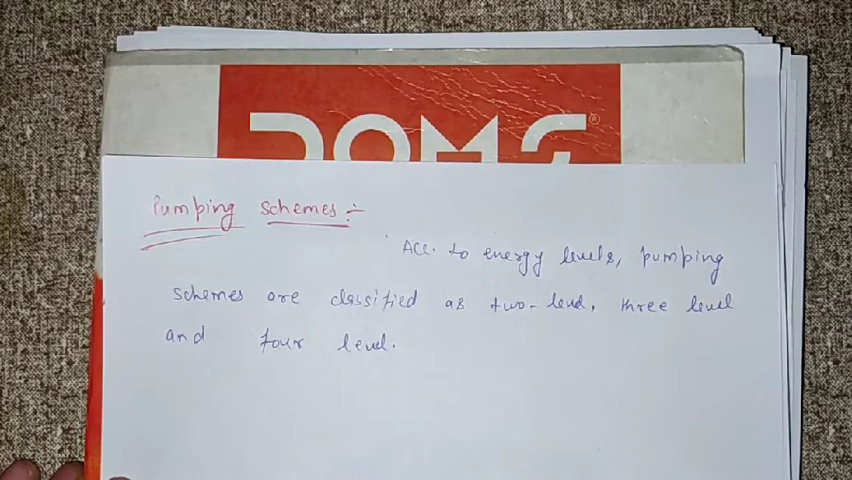 DOMS®
Pumping Schemes :-
Acc. to energy levels, pumping
schemes are classified as two-level, three level
and four level.